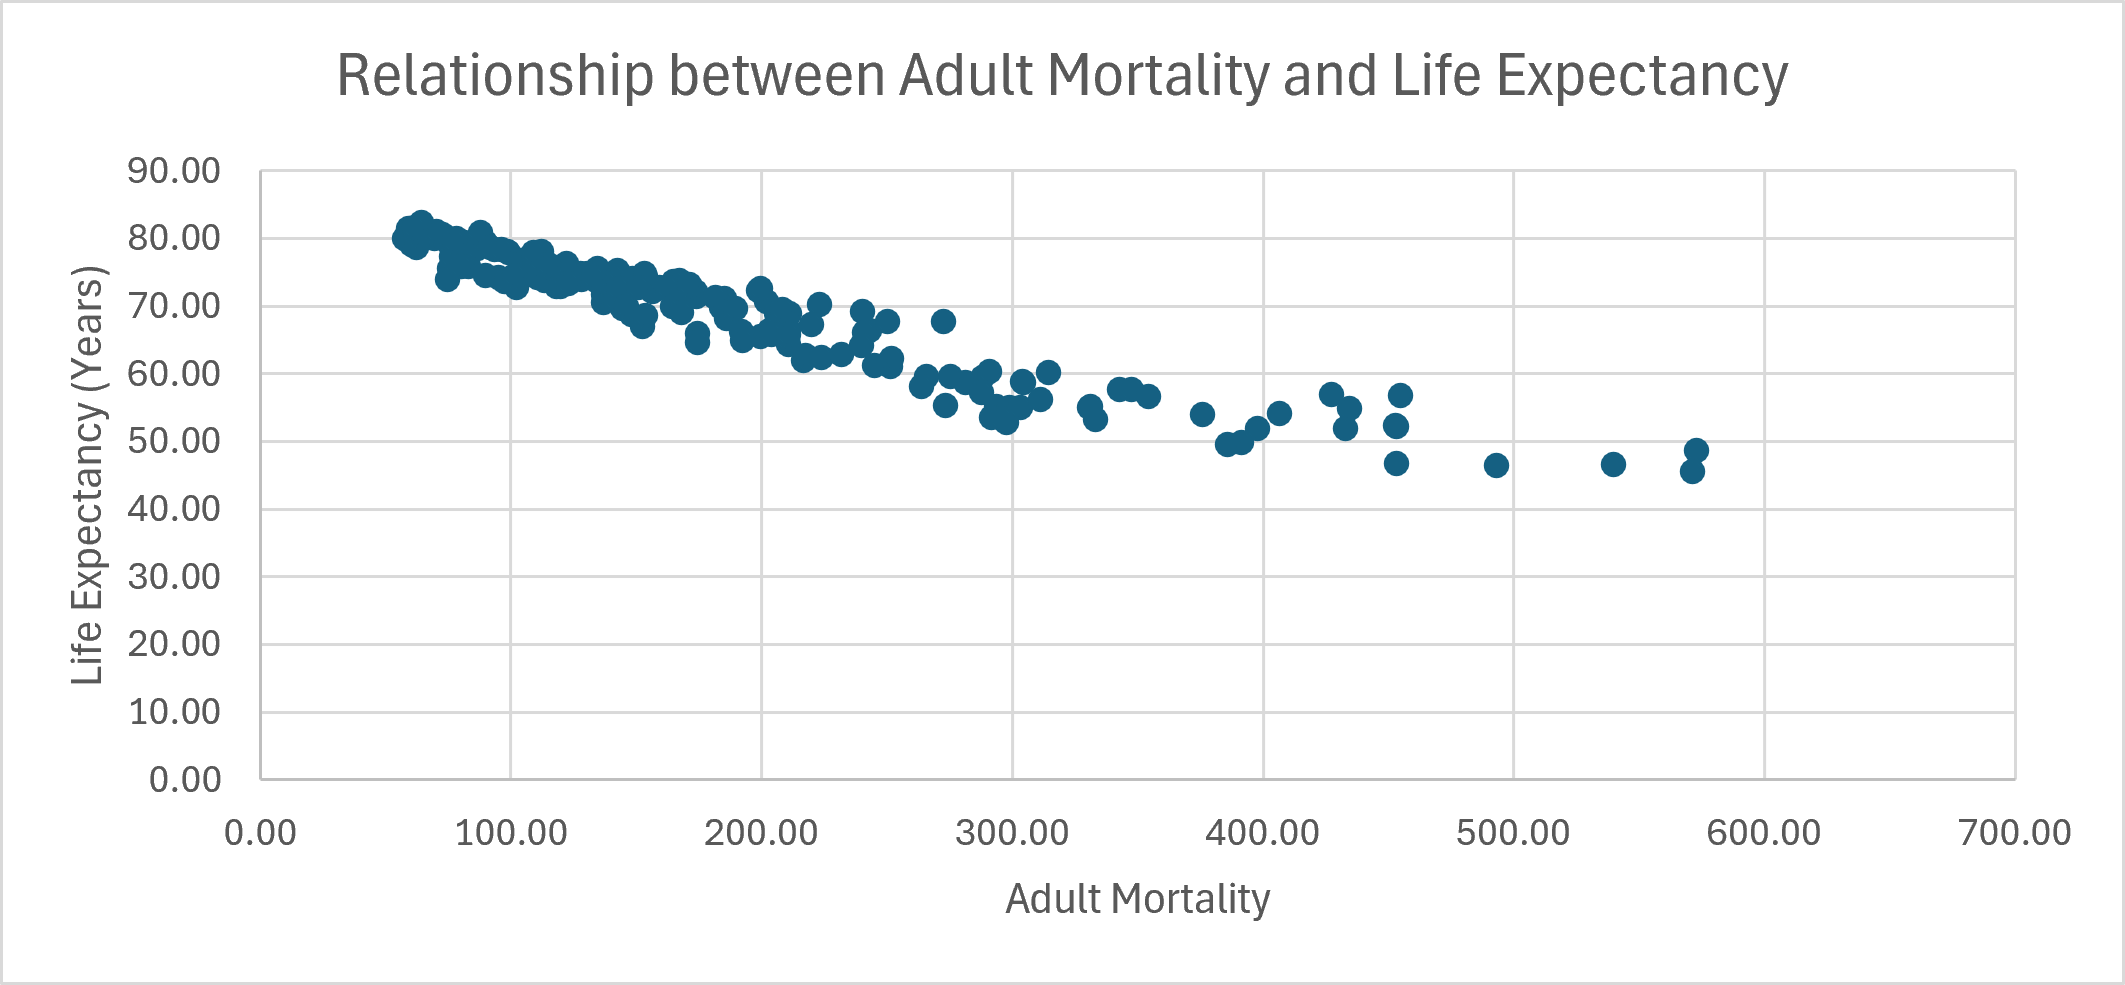 Relationship between Adult Mortality and Life Expectancy
90.00
80.00
70.00
60.00
50.00
40.00
30.00
20.00
10.00
0.00
Life Expectancy (Years)
0.00 100.00 200.00 300.00 400.00 500.00 600.00 700.00
Adult Mortality